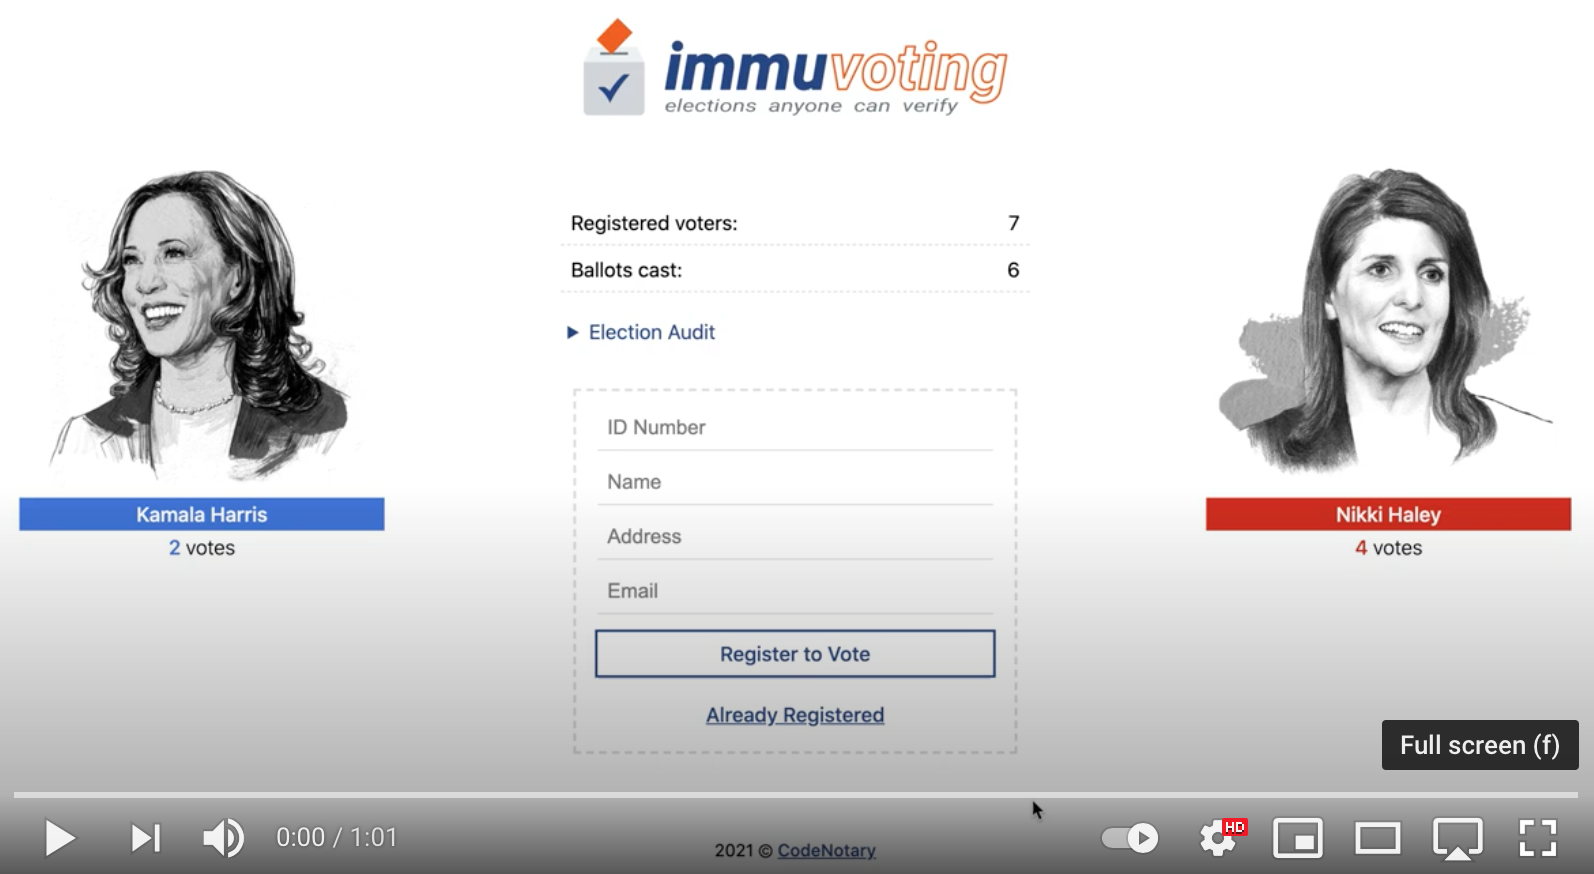 immuvoting
elections anyone can verify
Registered voters: 7
Ballots cast: 6
Election Audit
ID Number
Name
Address
Email
Register to Vote
Already Registered
Kamala Harris
2 votes
Nikki Haley
4 votes
Full screen (f)
0:00 / 1:01
HD
2021 © CodeNotary